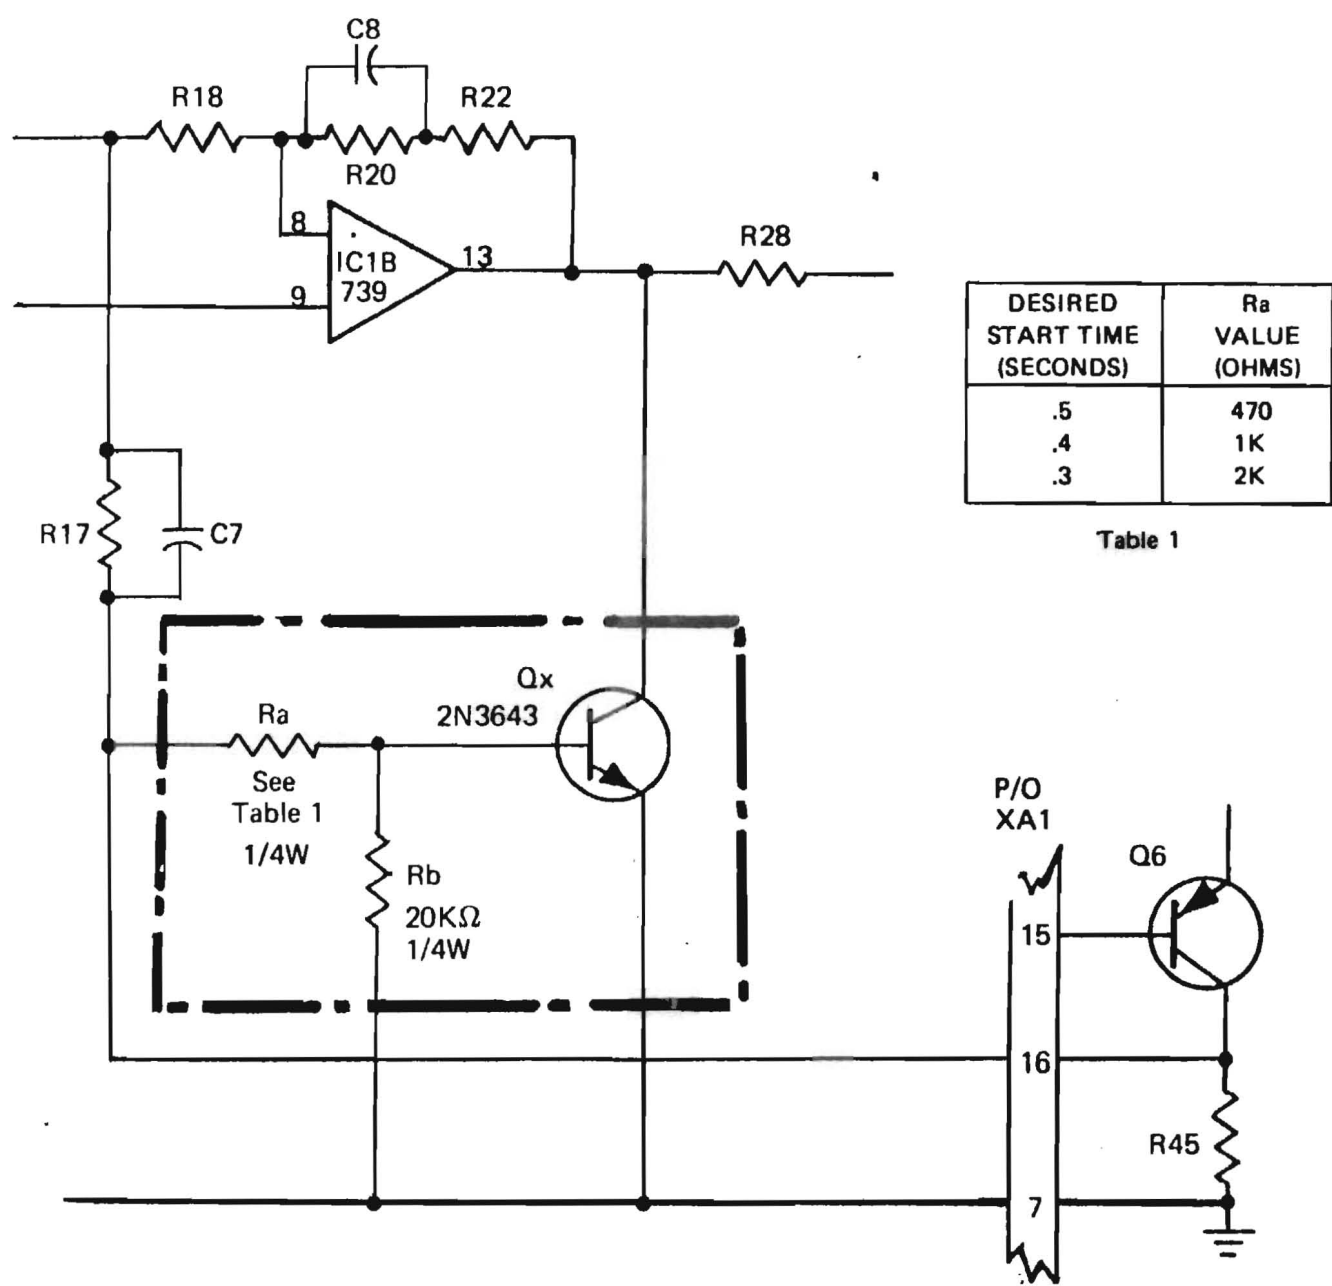 C8
R18
R22
R20
8
IC1B
739
13
9
R28
DESIRED
START TIME
(SECONDS)
Ra
VALUE
(OHMS)
.5 470
.4 1K
.3 2K
Table 1
R17
C7
Qx
2N3643
Ra
See
Table 1
1/4W
Rb
20KΩ
1/4W
P/O
XA1
Q6
15
16
R45
7